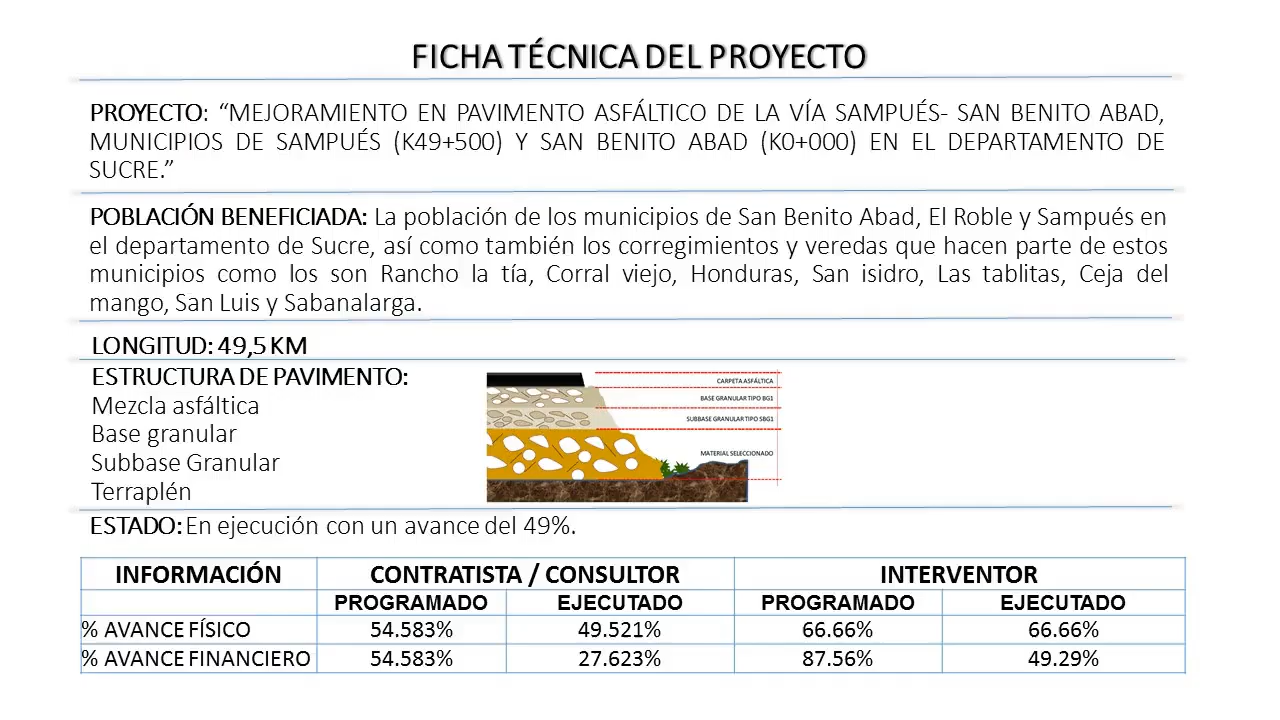 FICHA TÉCNICA DEL PROYECTO
PROYECTO: “MEJORAMIENTO EN PAVIMENTO ASFÁLTICO DE LA VÍA SAMPUÉS- SAN BENITO ABAD,
MUNICIPIOS DE SAMPUÉS (K49+500) Y SAN BENITO ABAD (K0+000) EN EL DEPARTAMENTO DE
SUCRE.”
POBLACIÓN BENEFICIADA: La población de los municipios de San Benito Abad, El Roble y Sampués en
el departamento de Sucre, así como también los corregimientos y veredas que hacen parte de estos
municipios como los son Rancho la tía, Corral viejo, Honduras, San isidro, Las tablitas, Ceja del
mango, San Luis y Sabanalarga.
LONGITUD: 49,5 KM
ESTRUCTURA DE PAVIMENTO:
Mezcla asfáltica
Base granular
Subbase Granular
Terraplén
CARPETA ASFÁLTICA
BASE GRANULAR TIPO BG1
SUBBASE GRANULAR TIPO SBG1
MATERIAL SELECCIONADO
ESTADO: En ejecución con un avance del 49%.
INFORMACIÓN CONTRATISTA / CONSULTOR INTERVENTOR
PROGRAMADO EJECUTADO PROGRAMADO EJECUTADO
% AVANCE FÍSICO 54.583% 49.521% 66.66% 66.66%
% AVANCE FINANCIERO 54.583% 27.623% 87.56% 49.29%